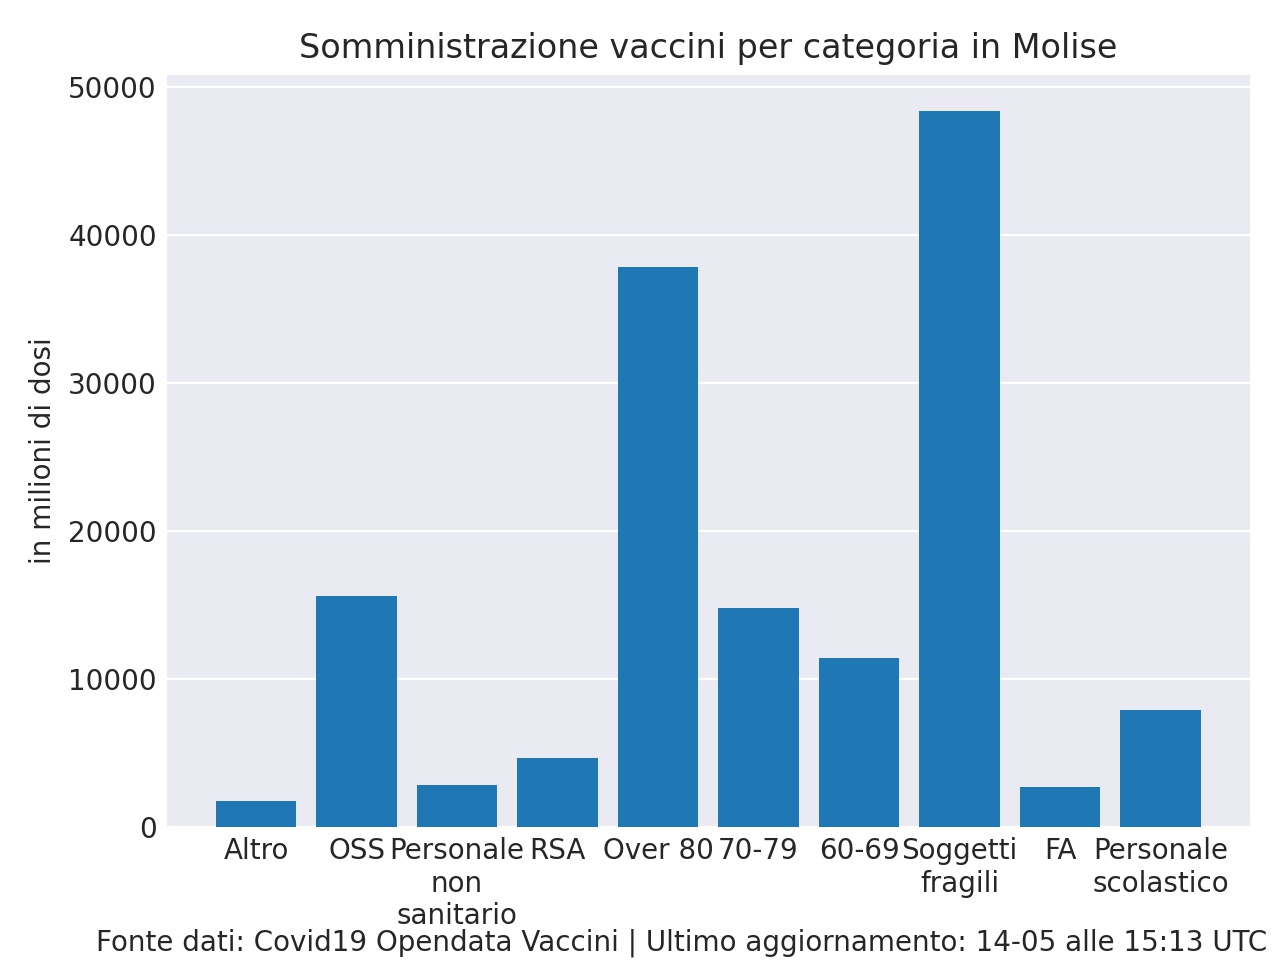 Somministrazione vaccini per categoria in Molise
in milioni di dosi
50000
40000
30000
20000
10000
0
Altro
OSS
Personale
non
sanitario
RSA
Over 80
70-79
60-69
Soggetti
fragili
FA
Personale
scolastico
Fonte dati: Covid19 Opendata Vaccini | Ultimo aggiornamento: 14-05 alle 15:13 UTC